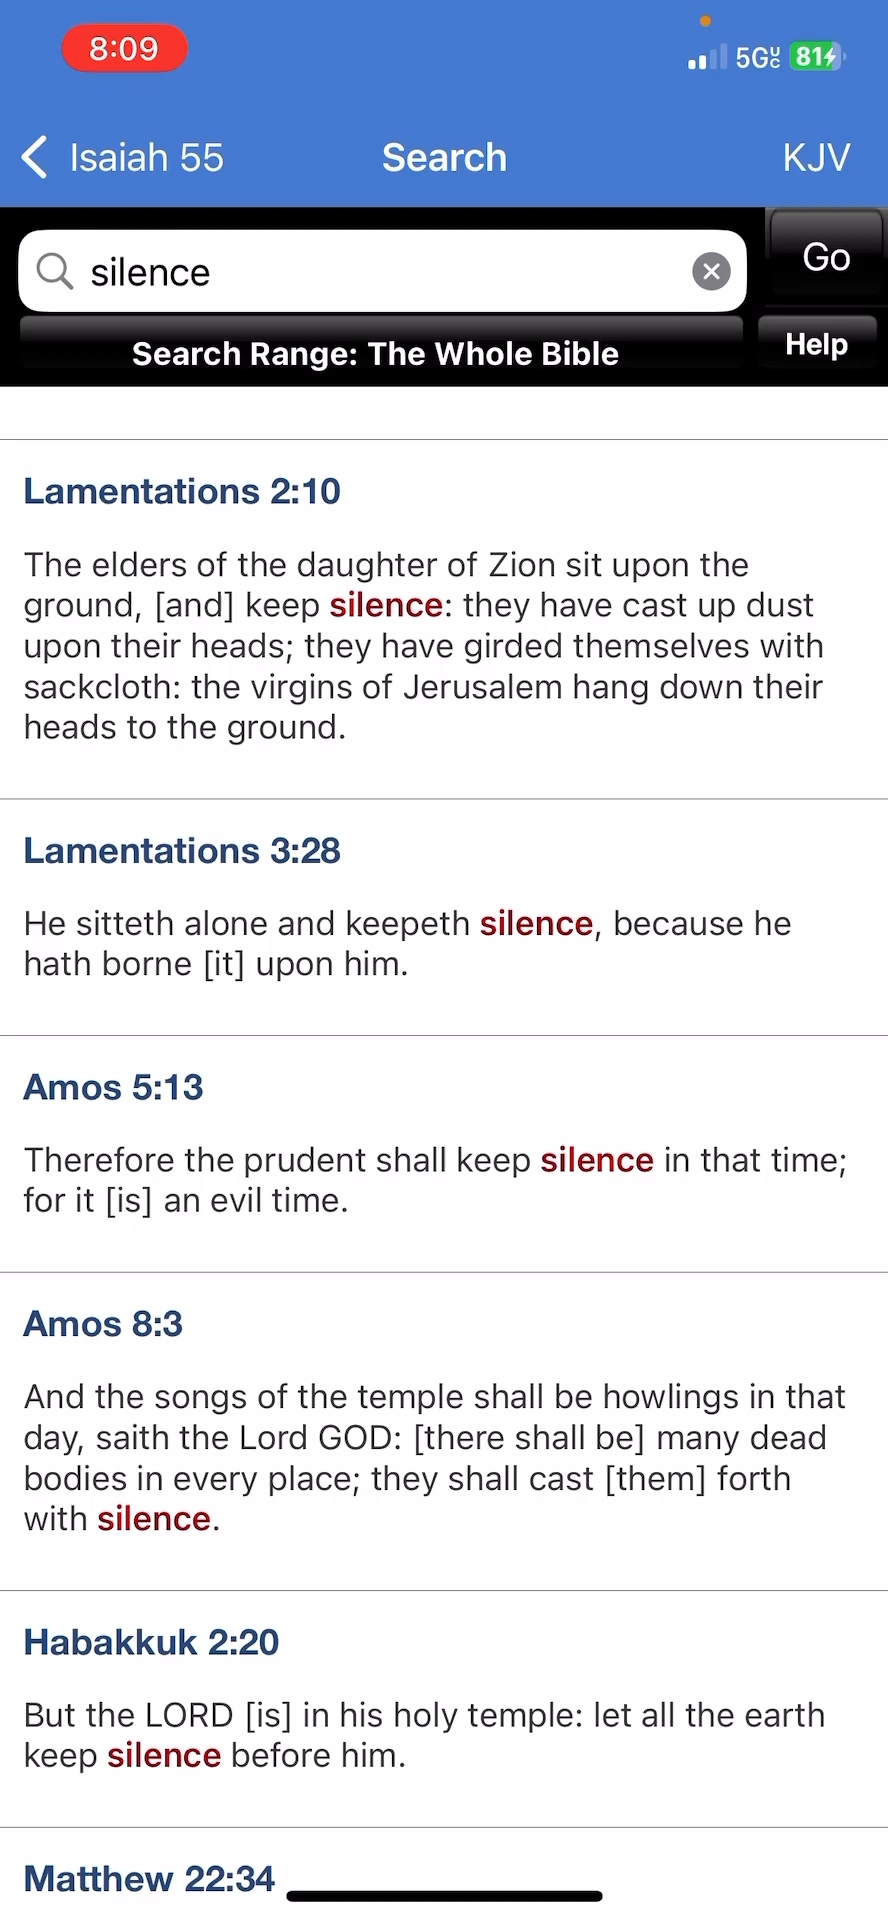 8:09
5GUC 81
Isaiah 55
Search
KJV
silence
Go
Search Range: The Whole Bible
Help
Lamentations 2:10
The elders of the daughter of Zion sit upon the
ground, [and] keep silence: they have cast up dust
upon their heads; they have girded themselves with
sackcloth: the virgins of Jerusalem hang down their
heads to the ground.
Lamentations 3:28
He sitteth alone and keepeth silence, because he
hath borne [it] upon him.
Amos 5:13
Therefore the prudent shall keep silence in that time;
for it [is] an evil time.
Amos 8:3
And the songs of the temple shall be howlings in that
day, saith the Lord GOD: [there shall be] many dead
bodies in every place; they shall cast [them] forth
with silence.
Habakkuk 2:20
But the LORD [is] in his holy temple: let all the earth
keep silence before him.
Matthew 22:34